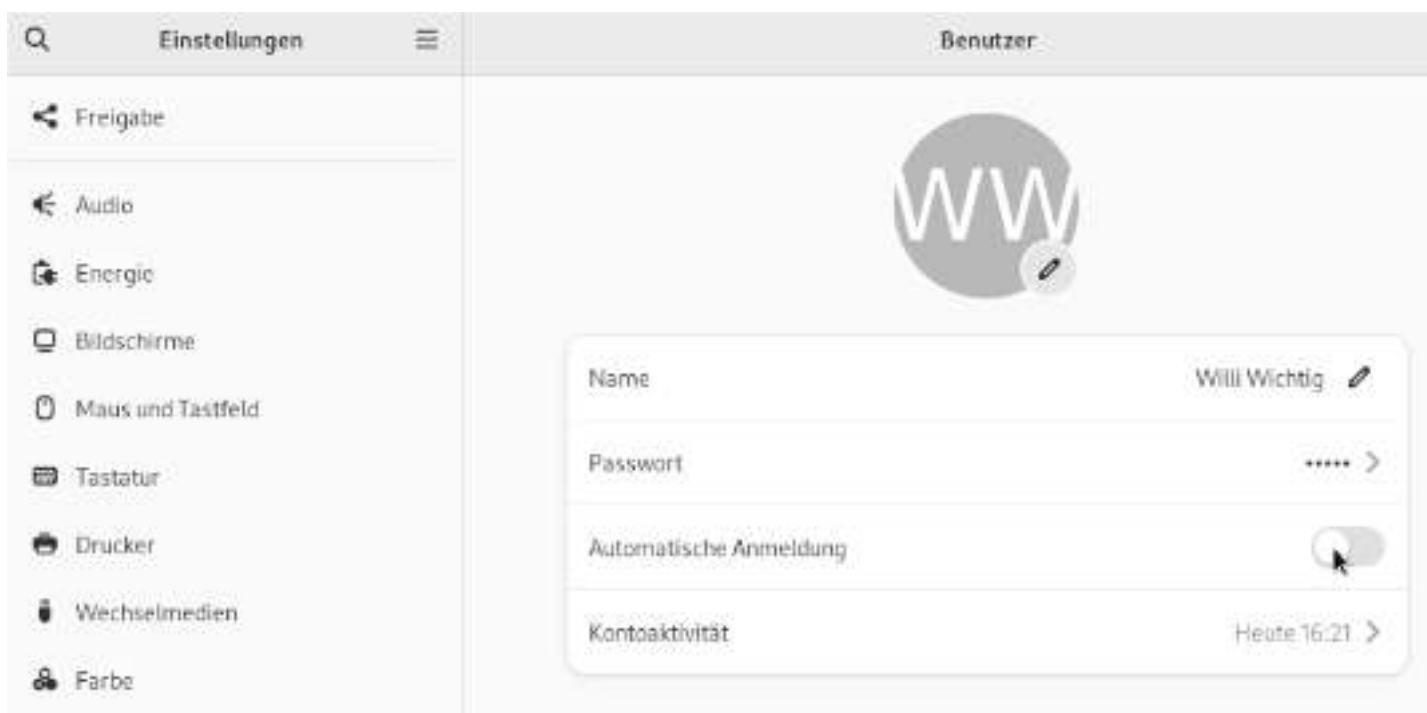 Einstellungen
Benutzer
Freigabe
Audio
Energie
Bildschirme
Maus und Tastfeld
Tastatur
Drucker
Wechselmedien
Farbe
WW
Name Willi Wichtig
Passwort •••••
Automatische Anmeldung
Kontoaktivität Heute 16:21